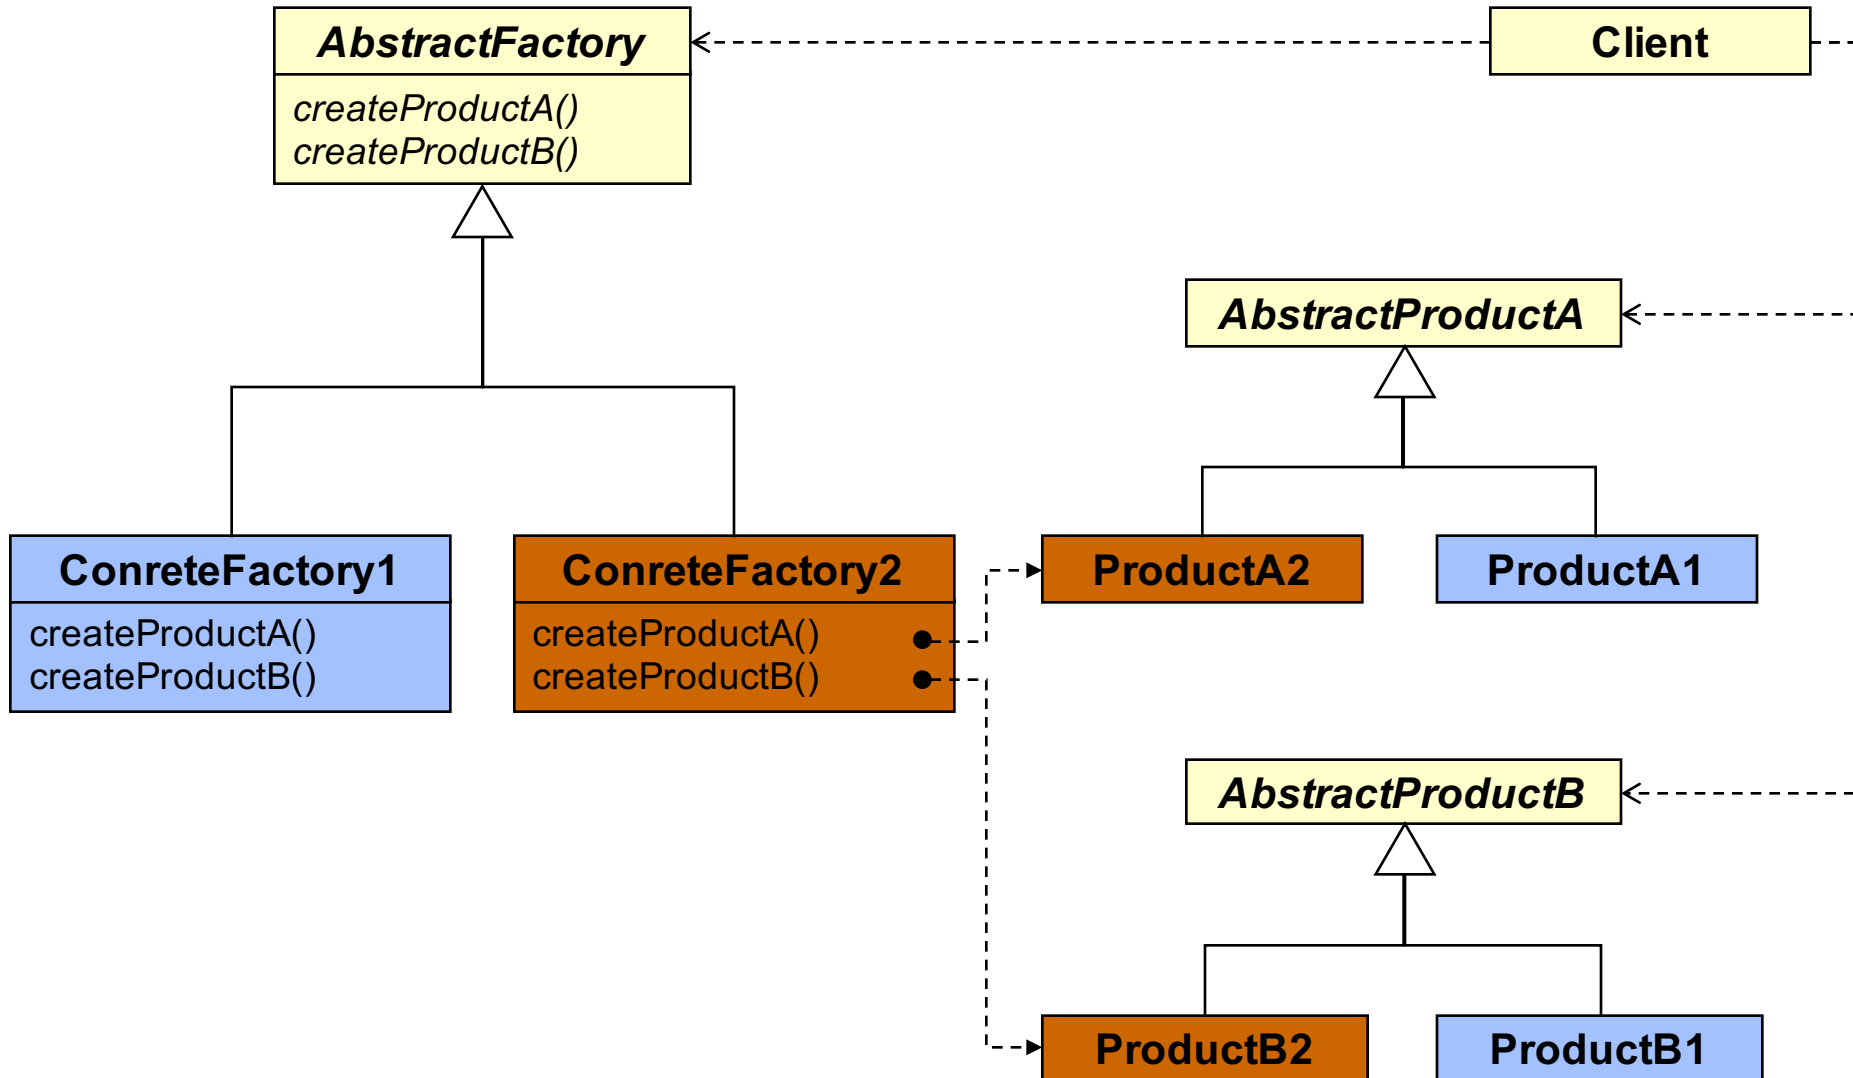 AbstractFactory
createProductA()
createProductB()
Client
AbstractProductA
ConreteFactory1
createProductA()
createProductB()
ConreteFactory2
createProductA()
createProductB()
ProductA2
ProductA1
AbstractProductB
ProductB2
ProductB1